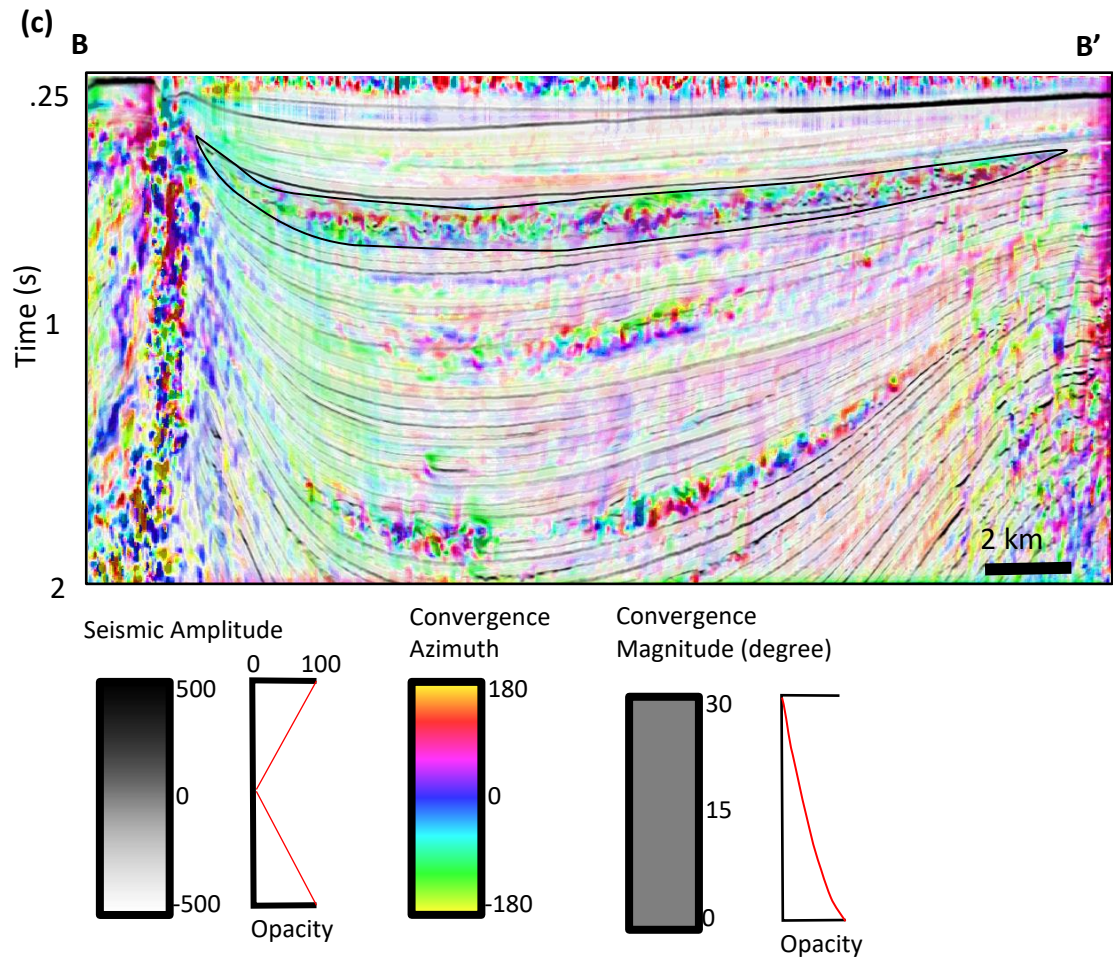 (c)
B B’
.25
Time (s)
1
2
2 km
Seismic Amplitude
0 100
500
0
-500
Opacity
Convergence
Azimuth
180
0
-180
Convergence
Magnitude (degree)
30
15
0
Opacity